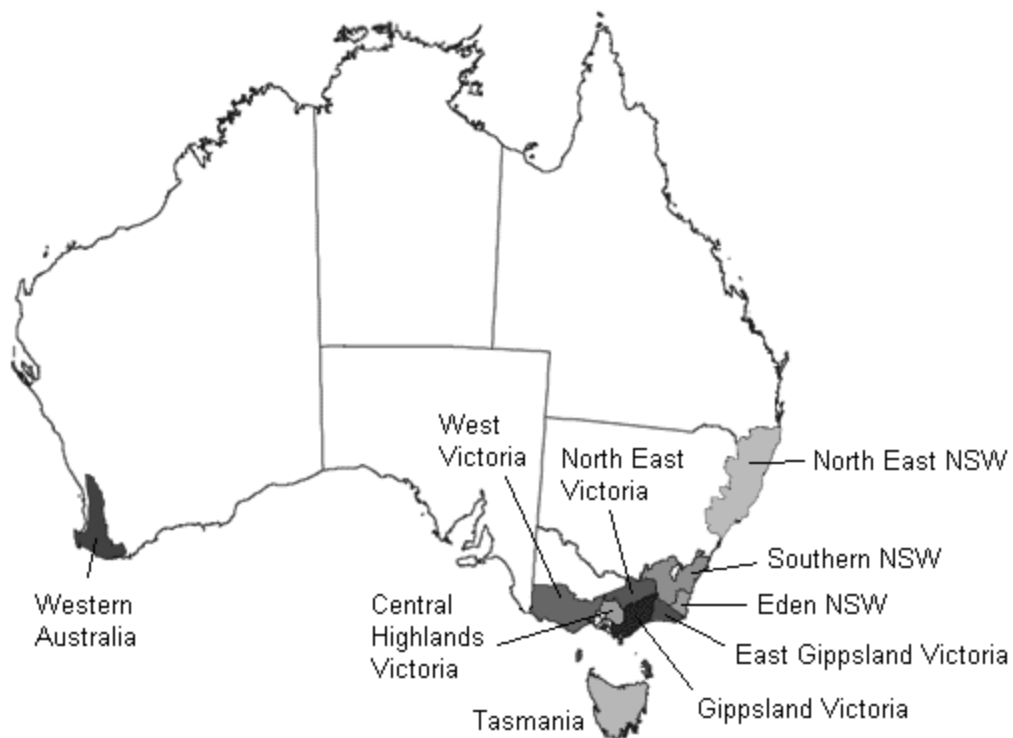 West
Victoria
North East
Victoria
North East NSW
Southern NSW
Eden NSW
Western
Australia
Central
Highlands
Victoria
East Gippsland Victoria
Gippsland Victoria
Tasmania